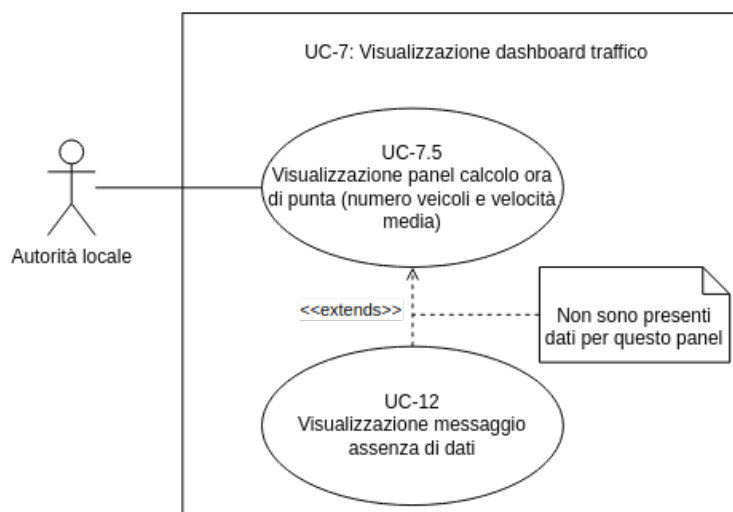 UC-7: Visualizzazione dashboard traffico
UC-7.5
Visualizzazione panel calcolo ora
di punta (numero veicoli e velocità
media)
Autorità locale
<<extends>>
Non sono presenti
dati per questo panel
UC-12
Visualizzazione messaggio
assenza di dati